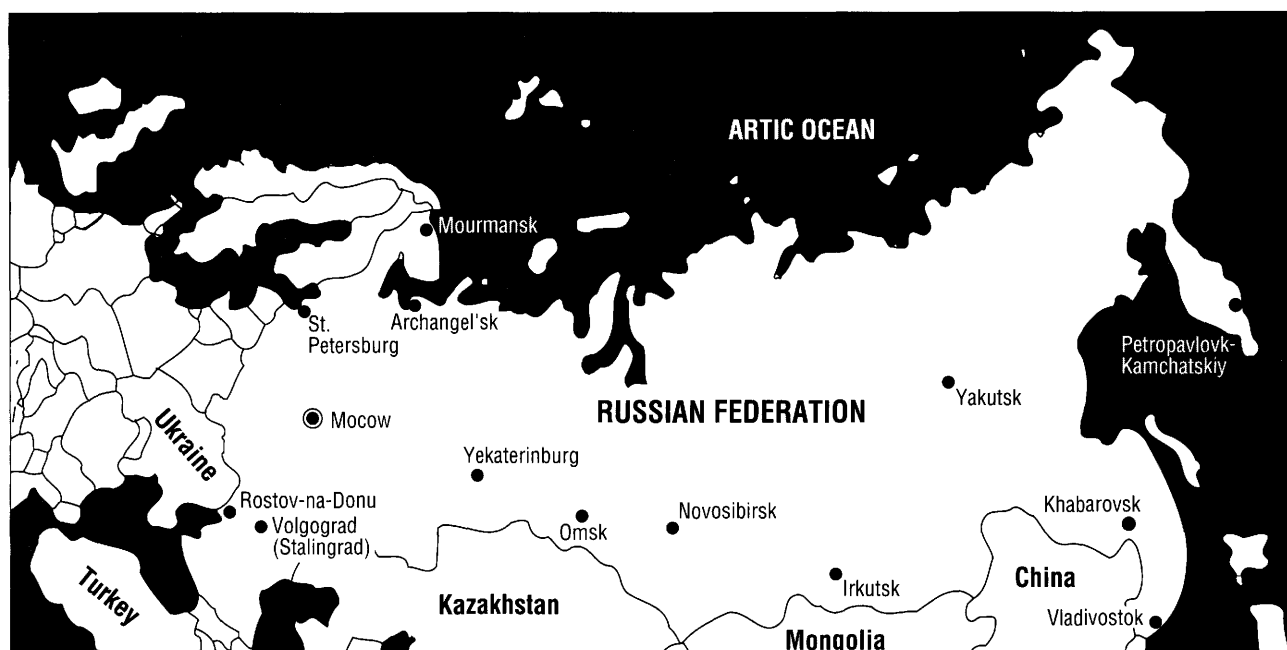 ARTIC OCEAN
Mourmansk
St.
Petersburg
Archangel'sk
Petropavlovk-
Kamchatskiy
Yakutsk
RUSSIAN FEDERATION
Mocow
Ukraine
Yekaterinburg
Rostov-na-Donu
Volgograd
(Stalingrad)
Omsk
Novosibirsk
Khabarovsk
Irkutsk
China
Turkey
Kazakhstan
Vladivostok
Mongolia